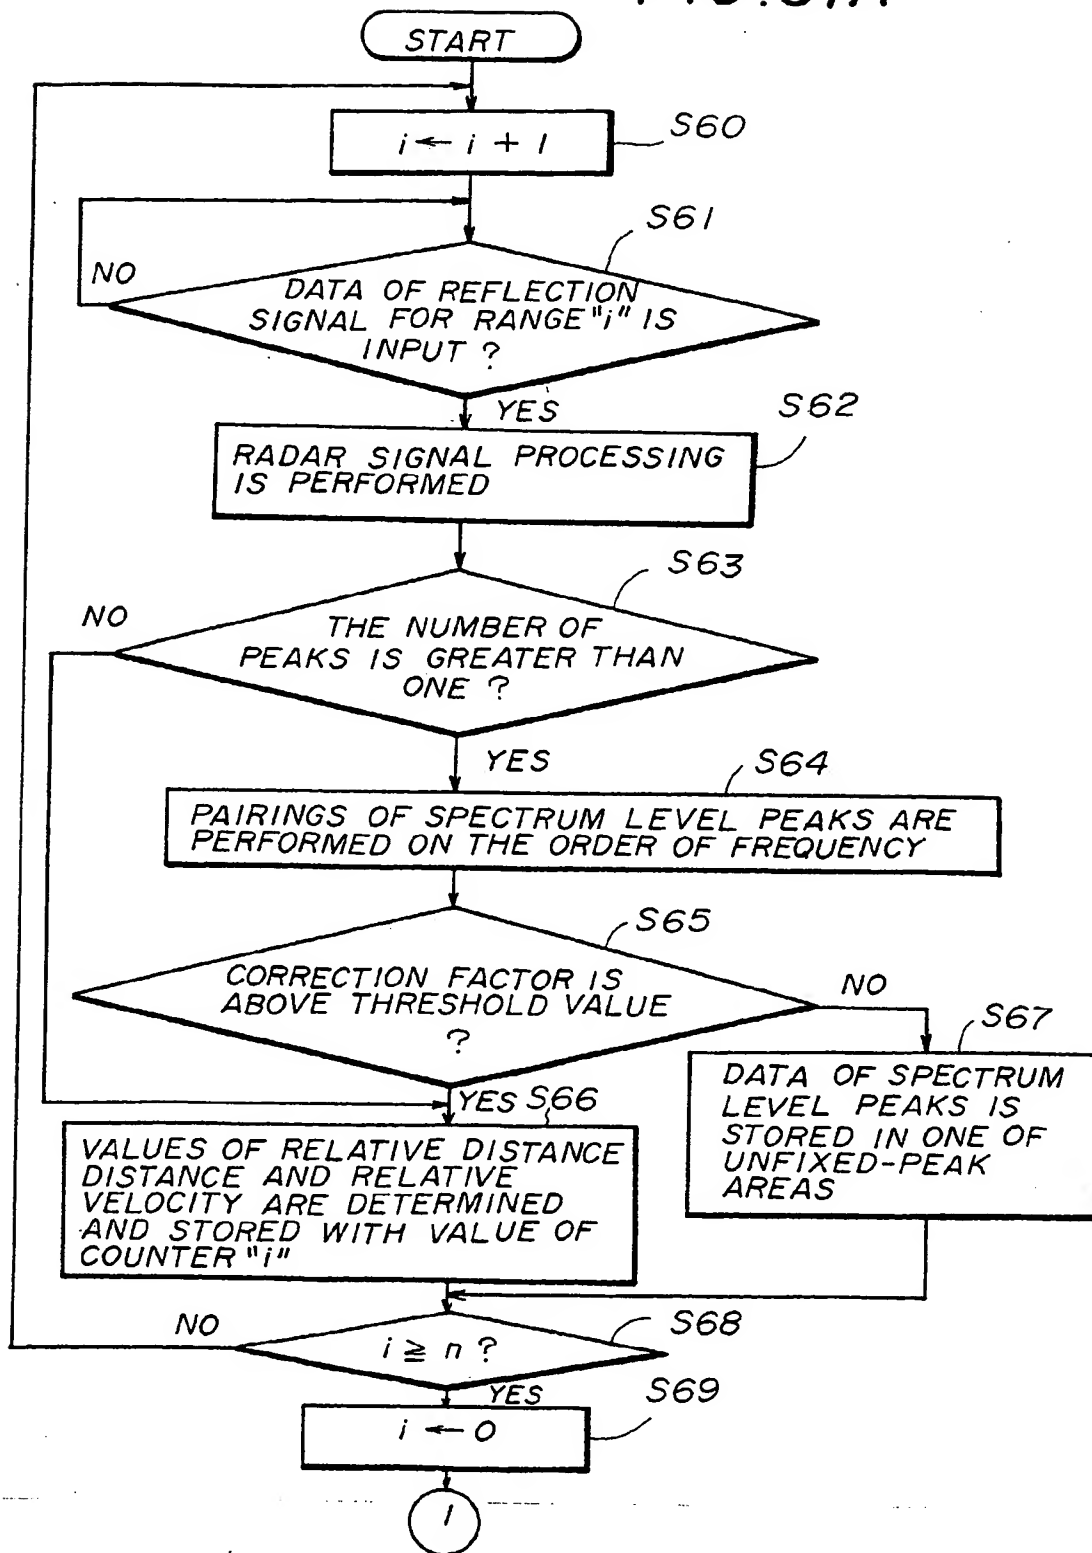 START
i ← i + 1
S60
S61
NO
DATA OF REFLECTION
SIGNAL FOR RANGE "i" IS
INPUT ?
YES
S62
RADAR SIGNAL PROCESSING
IS PERFORMED
S63
NO
THE NUMBER OF
PEAKS IS GREATER THAN
ONE ?
YES
S64
PAIRINGS OF SPECTRUM LEVEL PEAKS ARE
PERFORMED ON THE ORDER OF FREQUENCY
S65
CORRECTION FACTOR IS
ABOVE THRESHOLD VALUE
?
NO
S67
YES S66
DATA OF SPECTRUM
LEVEL PEAKS IS
STORED IN ONE OF
UNFIXED-PEAK
AREAS
VALUES OF RELATIVE DISTANCE
DISTANCE AND RELATIVE
VELOCITY ARE DETERMINED
AND STORED WITH VALUE OF
COUNTER "i"
NO
S68
i ≧ n ?
YES
S69
i ← 0
1